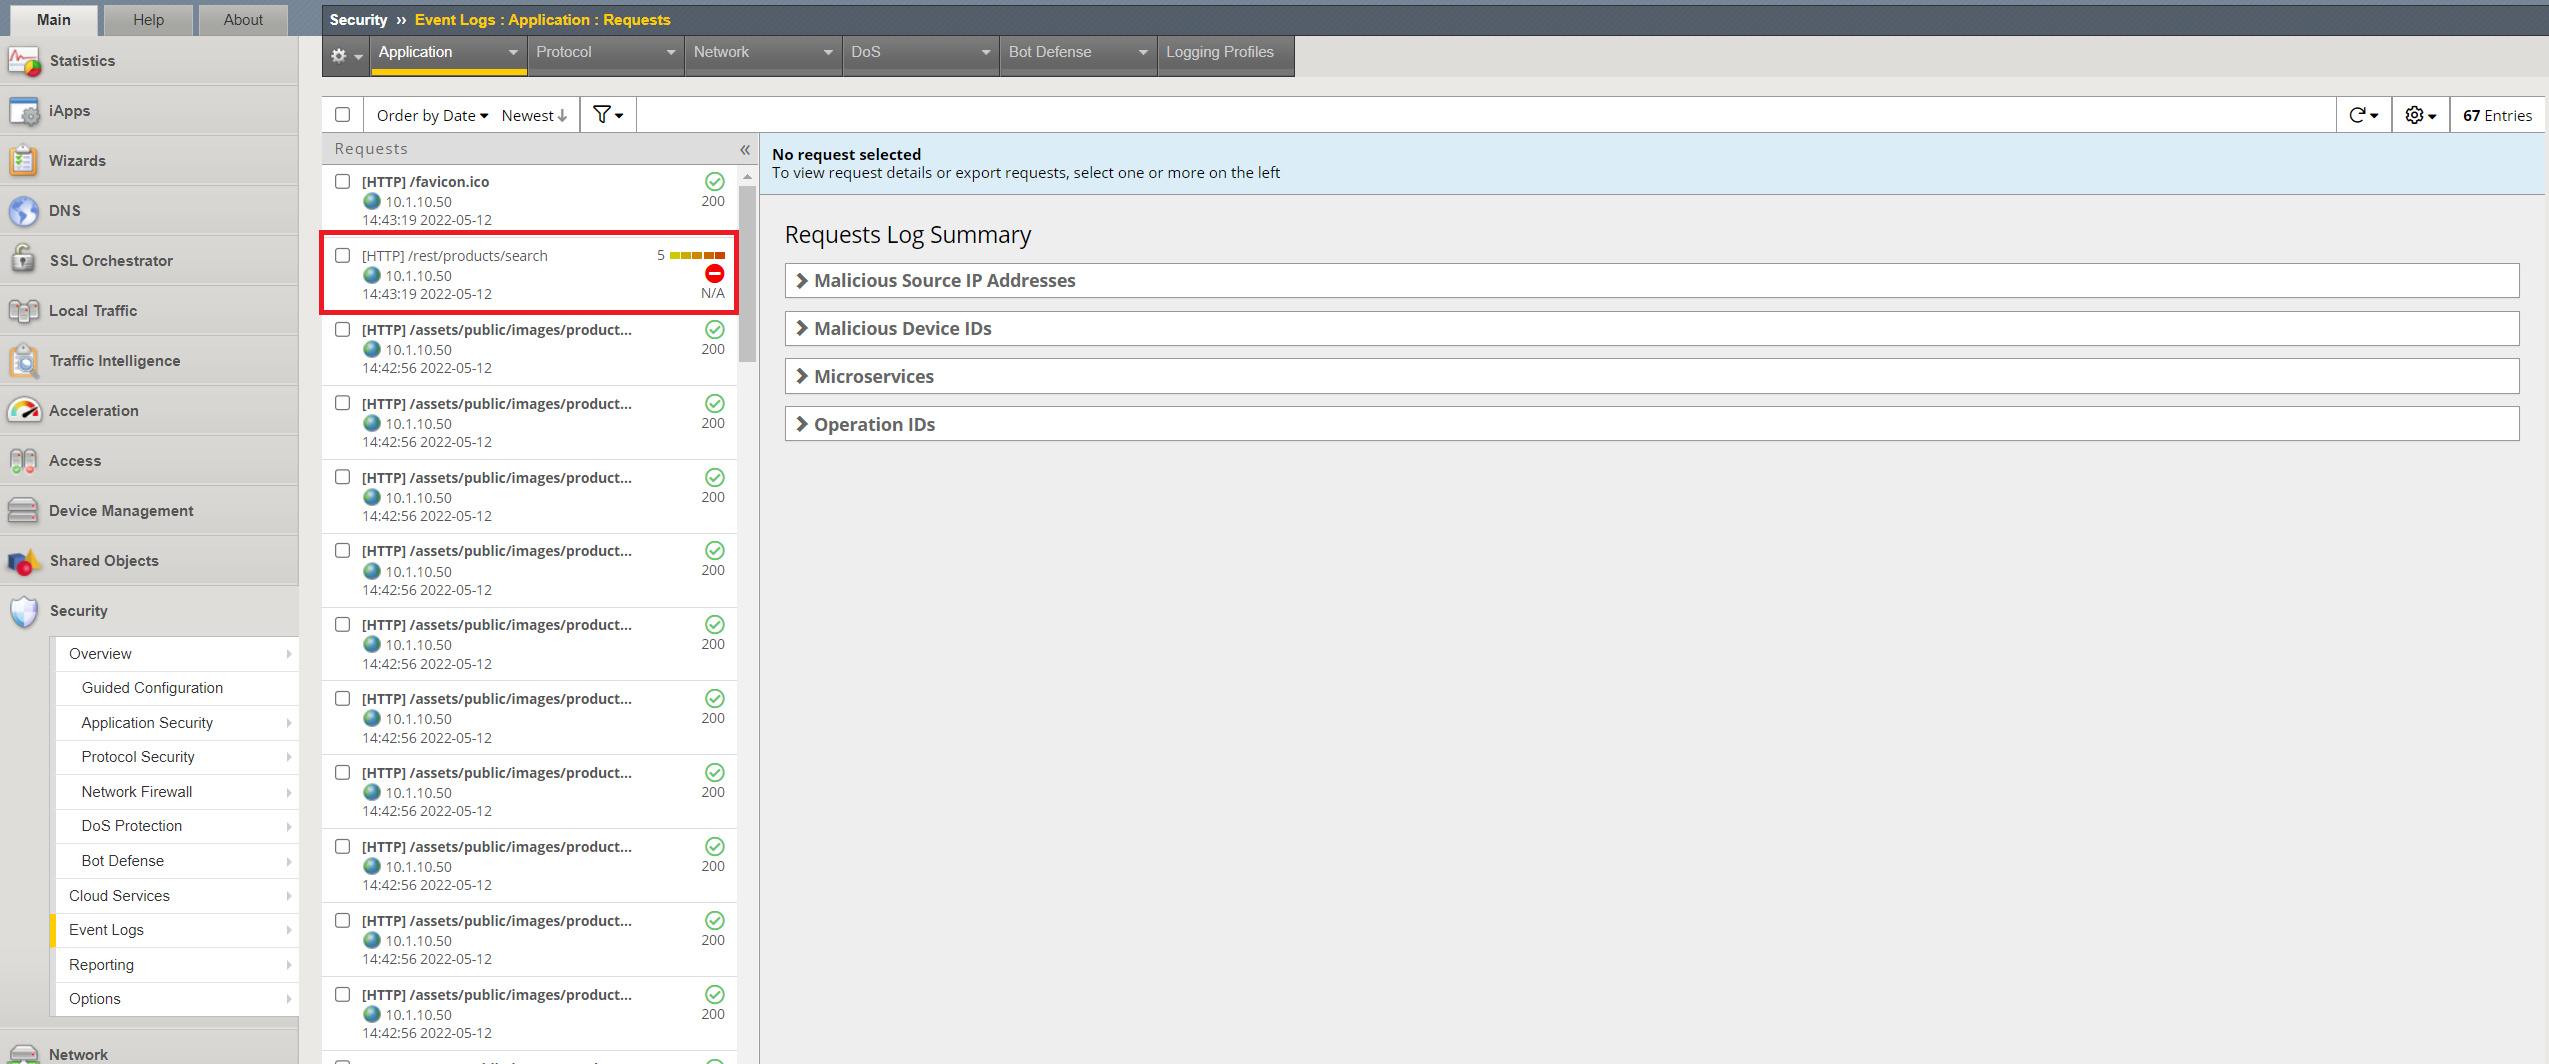 Main
Help
About
Security ›› Event Logs : Application : Requests
Application
Protocol
Network
DoS
Bot Defense
Logging Profiles
Statistics
iApps
Wizards
DNS
SSL Orchestrator
Local Traffic
Traffic Intelligence
Acceleration
Access
Device Management
Shared Objects
Security
Overview
Guided Configuration
Application Security
Protocol Security
Network Firewall
DoS Protection
Bot Defense
Cloud Services
Event Logs
Reporting
Options
Network
Order by Date
Newest
67 Entries
Requests
«
[HTTP] /favicon.ico
10.1.10.50
200
14:43:19 2022-05-12
[HTTP] /rest/products/search
5
10.1.10.50
14:43:19 2022-05-12
N/A
[HTTP] /assets/public/images/product...
10.1.10.50
200
14:42:56 2022-05-12
[HTTP] /assets/public/images/product...
10.1.10.50
200
14:42:56 2022-05-12
[HTTP] /assets/public/images/product...
10.1.10.50
200
14:42:56 2022-05-12
[HTTP] /assets/public/images/product...
10.1.10.50
200
14:42:56 2022-05-12
[HTTP] /assets/public/images/product...
10.1.10.50
200
14:42:56 2022-05-12
[HTTP] /assets/public/images/product...
10.1.10.50
200
14:42:56 2022-05-12
[HTTP] /assets/public/images/product...
10.1.10.50
200
14:42:56 2022-05-12
[HTTP] /assets/public/images/product...
10.1.10.50
200
14:42:56 2022-05-12
[HTTP] /assets/public/images/product...
10.1.10.50
200
14:42:56 2022-05-12
[HTTP] /assets/public/images/product...
10.1.10.50
200
14:42:56 2022-05-12
No request selected
To view request details or export requests, select one or more on the left
Requests Log Summary
Malicious Source IP Addresses
Malicious Device IDs
Microservices
Operation IDs